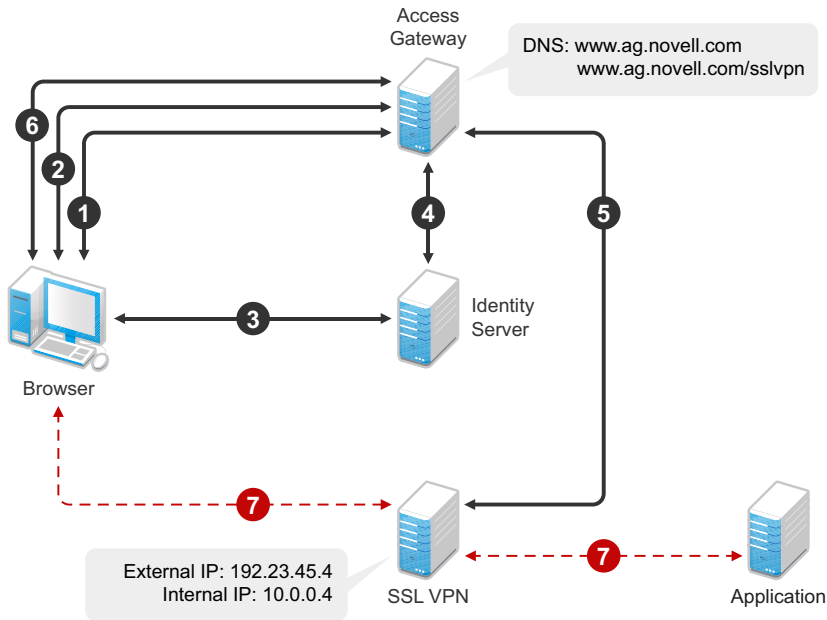 Access
Gateway
DNS: www.ag.novell.com
www.ag.novell.com/sslvpn
6
2
1
4
5
3
Identity
Server
Browser
7
7
External IP: 192.23.45.4
Internal IP: 10.0.0.4
SSL VPN
Application